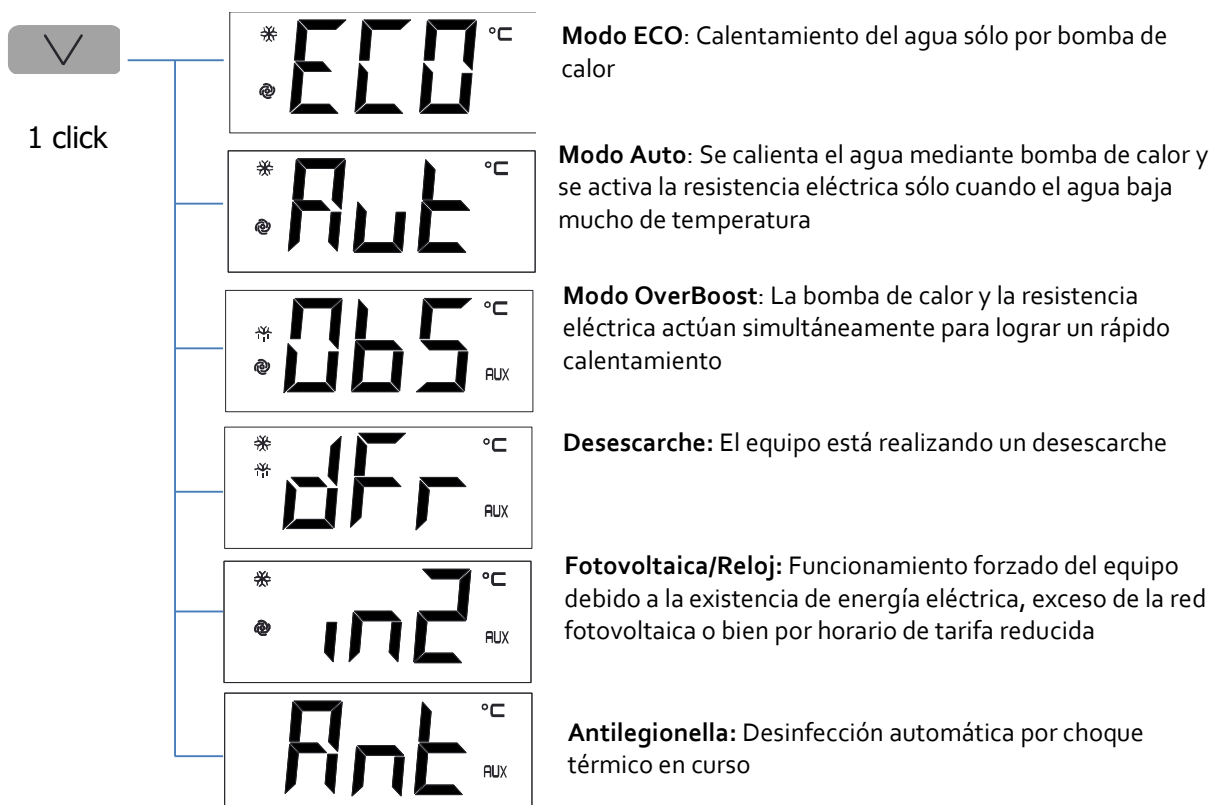 1 click
ECO
°C
Modo ECO: Calentamiento del agua sólo por bomba de
calor
Aut
°C
Modo Auto: Se calienta el agua mediante bomba de calor y
se activa la resistencia eléctrica sólo cuando el agua baja
mucho de temperatura
ObS
°C
AUX
Modo OverBoost: La bomba de calor y la resistencia
eléctrica actúan simultáneamente para lograr un rápido
calentamiento
dFr
°C
AUX
Desescarche: El equipo está realizando un desescarche
in2
°C
AUX
Fotovoltaica/Reloj: Funcionamiento forzado del equipo
debido a la existencia de energía eléctrica, exceso de la red
fotovoltaica o bien por horario de tarifa reducida
Ant
°C
AUX
Antilegionella: Desinfección automática por choque
térmico en curso